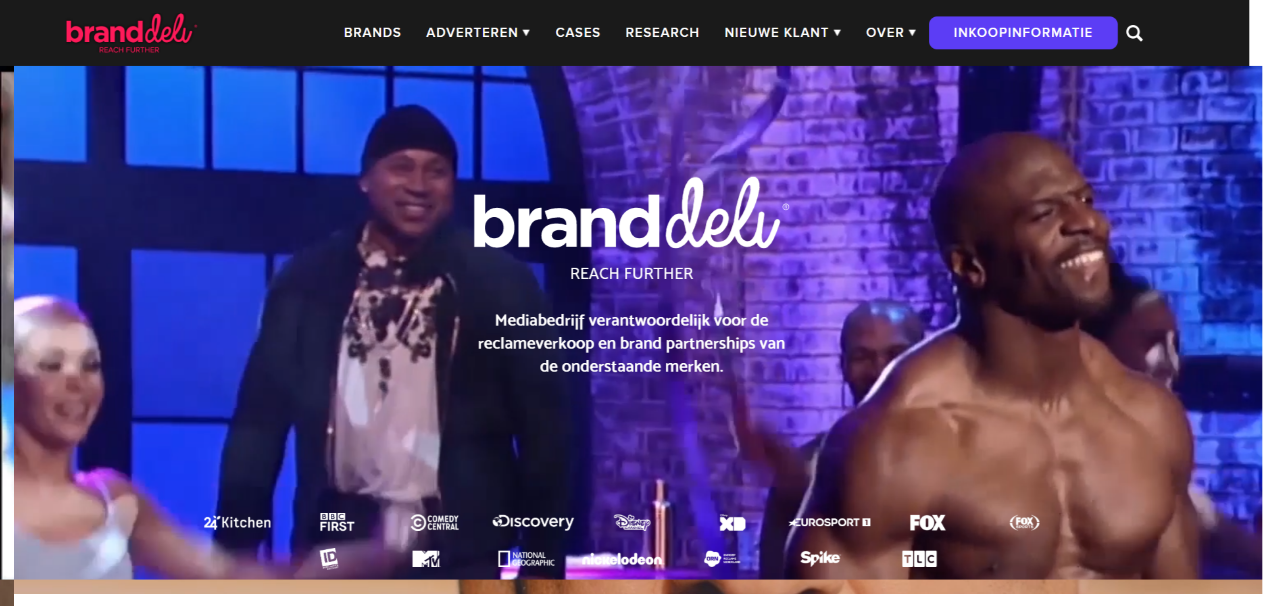 branddeli
REACH FURTHER
BRANDS ADVERTEREN ▾ CASES RESEARCH NIEUWE KLANT ▾ OVER ▾ INKOOPINFORMATIE
branddeli®
REACH FURTHER
Mediabedrijf verantwoordelijk voor de
reclameverkoop en brand partnerships van
de onderstaande merken.
24Kitchen BBC FIRST COMEDY CENTRAL Discovery Disney XD EUROSPORT 1 FOX FOX SPORTS
ID MTV NATIONAL GEOGRAPHIC nickelodeon Spike TLC